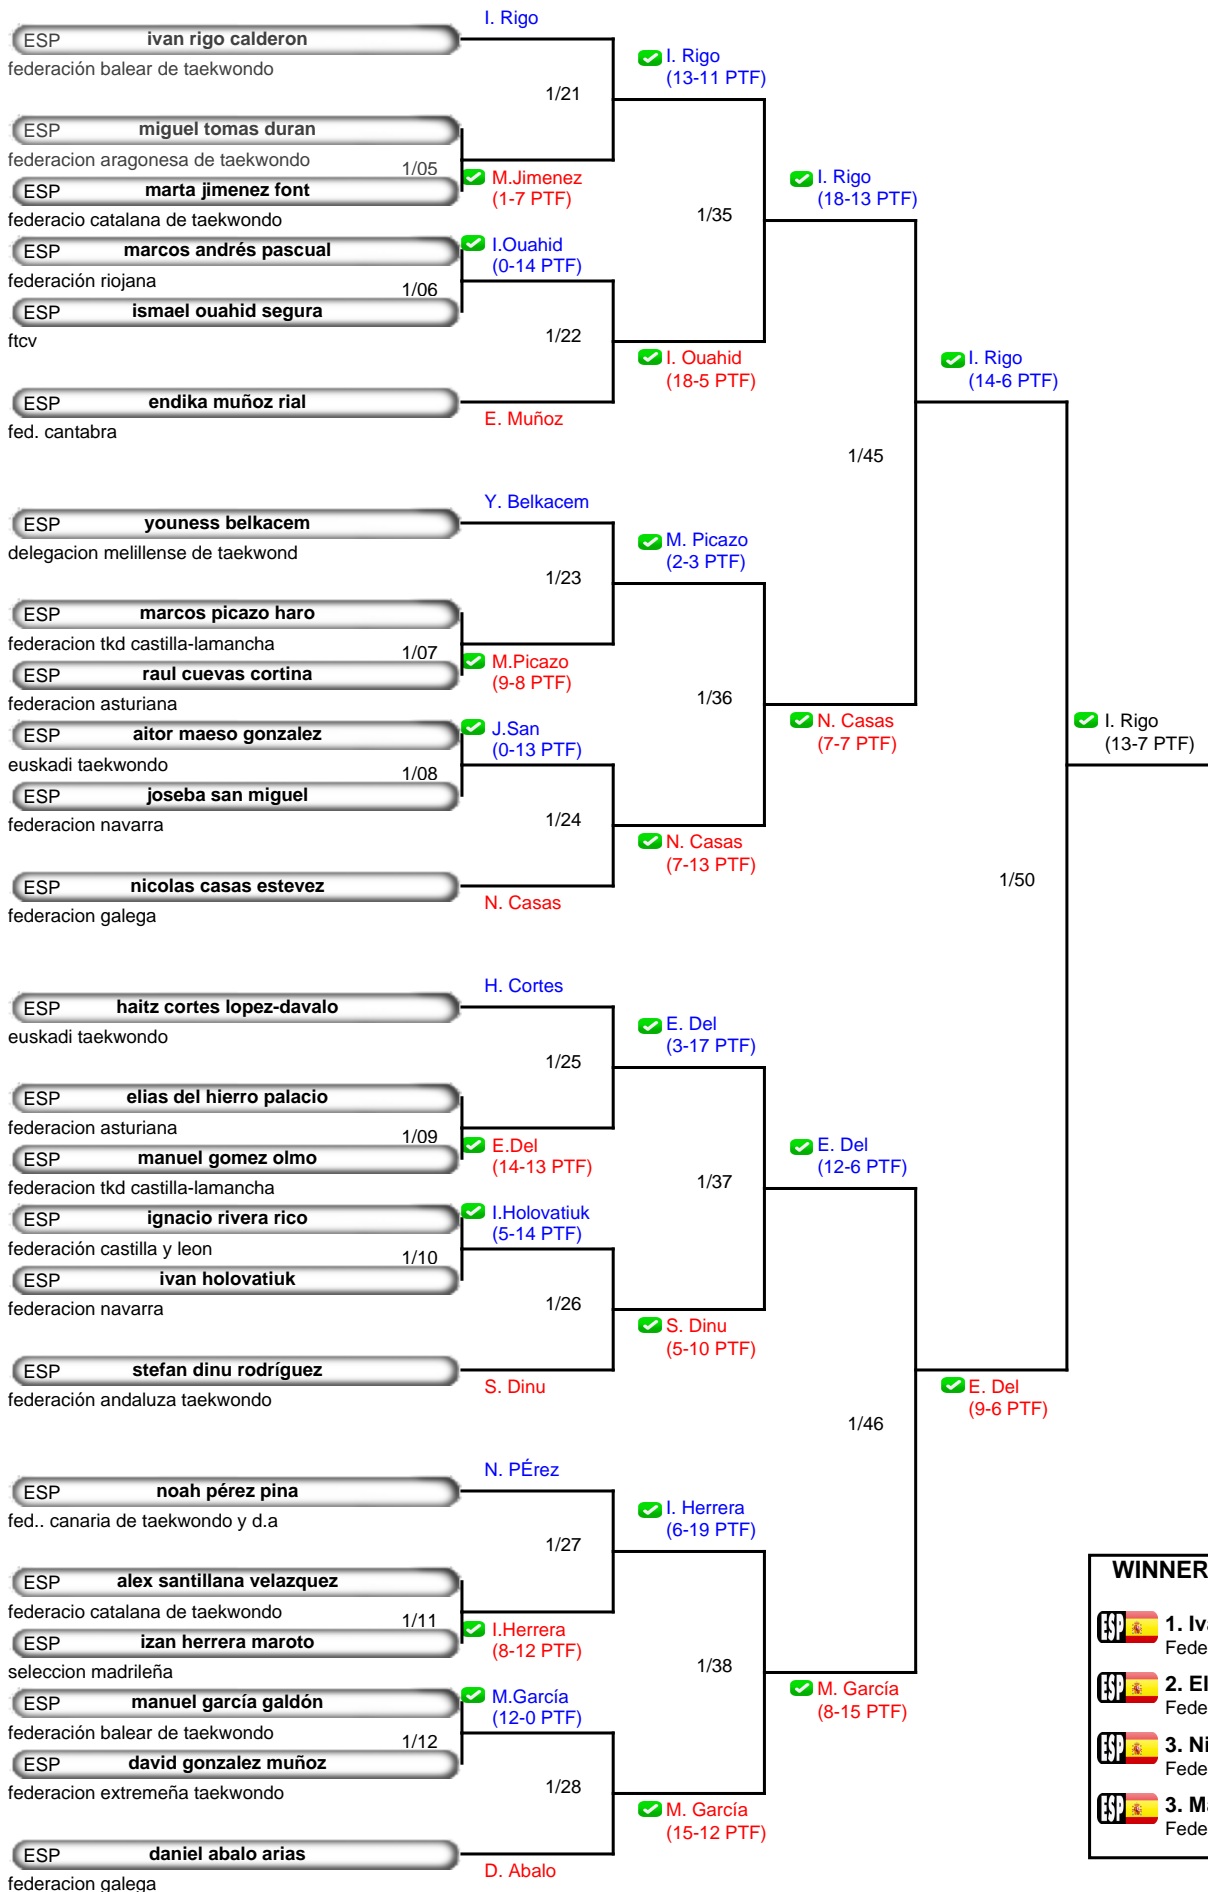 I. Rigo
ESP ivan rigo calderon
federación balear de taekwondo
I. Rigo
(13-11 PTF)
1/21
ESP miguel tomas duran
federacion aragonesa de taekwondo
1/05
ESP marta jimenez font
federacio catalana de taekwondo
M.Jimenez
(1-7 PTF)
I. Rigo
(18-13 PTF)
1/35
ESP marcos andrés pascual
federación riojana
I.Ouahid
(0-14 PTF)
1/06
ESP ismael ouahid segura
ftcv
1/22
I. Ouahid
(18-5 PTF)
I. Rigo
(14-6 PTF)
ESP endika muñoz rial
fed. cantabra
E. Muñoz
1/45
Y. Belkacem
ESP youness belkacem
delegacion melillense de taekwond
M. Picazo
(2-3 PTF)
1/23
ESP marcos picazo haro
federacion tkd castilla-lamancha
1/07
ESP raul cuevas cortina
federacion asturiana
M.Picazo
(9-8 PTF)
1/36
N. Casas
(7-7 PTF)
I. Rigo
(13-7 PTF)
ESP aitor maeso gonzalez
euskadi taekwondo
J.San
(0-13 PTF)
1/08
ESP joseba san miguel
federacion navarra
1/24
N. Casas
(7-13 PTF)
1/50
ESP nicolas casas estevez
federacion galega
N. Casas
H. Cortes
ESP haitz cortes lopez-davalo
euskadi taekwondo
E. Del
(3-17 PTF)
1/25
ESP elias del hierro palacio
federacion asturiana
1/09
ESP manuel gomez olmo
federacion tkd castilla-lamancha
E.Del
(14-13 PTF)
E. Del
(12-6 PTF)
1/37
ESP ignacio rivera rico
federación castilla y leon
I.Holovatiuk
(5-14 PTF)
1/10
ESP ivan holovatiuk
federacion navarra
1/26
S. Dinu
(5-10 PTF)
ESP stefan dinu rodríguez
federación andaluza taekwondo
S. Dinu
E. Del
(9-6 PTF)
1/46
N. PÉrez
ESP noah pérez pina
fed.. canaria de taekwondo y d.a
I. Herrera
(6-19 PTF)
1/27
ESP alex santillana velazquez
federacio catalana de taekwondo
1/11
ESP izan herrera maroto
seleccion madrileña
I.Herrera
(8-12 PTF)
1/38
M. García
(8-15 PTF)
ESP manuel garcía galdón
federación balear de taekwondo
M.García
(12-0 PTF)
1/12
ESP david gonzalez muñoz
federacion extremeña taekwondo
1/28
M. García
(15-12 PTF)
ESP daniel abalo arias
federacion galega
D. Abalo
WINNER
ESP 1. Iva
Fede
ESP 2. El
Fede
ESP 3. Ni
Fede
ESP 3. Ma
Fede